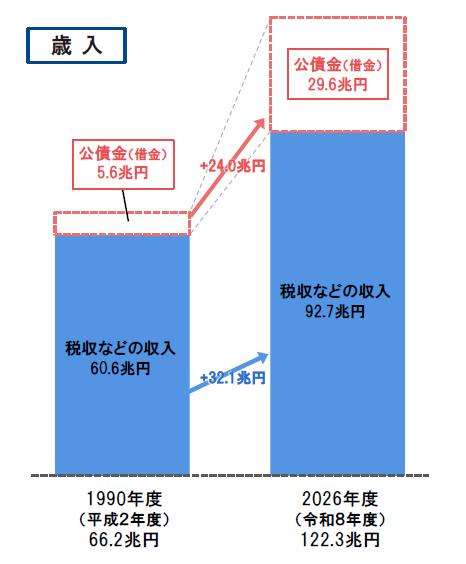 歳入
公債金(借金)
29.6兆円
公債金(借金)
5.6兆円
+24.0兆円
税収などの収入
92.7兆円
税収などの収入
60.6兆円
+32.1兆円
1990年度
(平成2年度)
66.2兆円
2026年度
(令和8年度)
122.3兆円